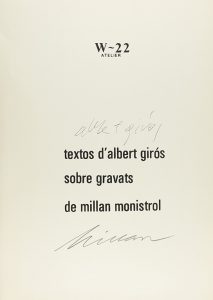 W~22
ATELIER
albert girós
textos d'albert girós
sobre gravats
de millan monistrol
Millan